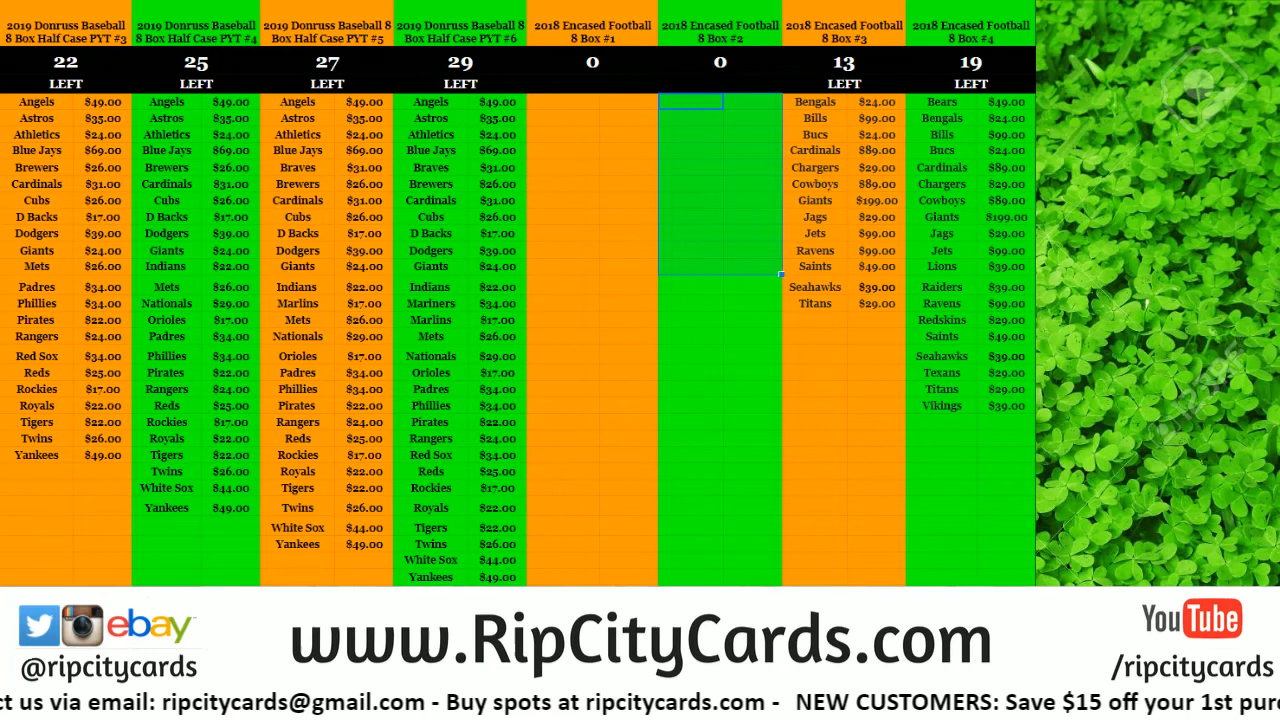 2019 Donruss Baseball 8 Box Half Case PYT #3
22
LEFT
Angels $49.00
Astros $35.00
Athletics $24.00
Blue Jays $69.00
Brewers $26.00
Cardinals $31.00
Cubs $26.00
D Backs $17.00
Dodgers $39.00
Giants $24.00
Mets $26.00
Padres $34.00
Phillies $34.00
Pirates $22.00
Rangers $24.00
Red Sox $34.00
Reds $25.00
Rockies $17.00
Royals $22.00
Tigers $22.00
Twins $26.00
Yankees $49.00
2019 Donruss Baseball 8 Box Half Case PYT #4
25
LEFT
Angels $49.00
Astros $35.00
Athletics $24.00
Blue Jays $69.00
Brewers $26.00
Cardinals $31.00
Cubs $26.00
D Backs $17.00
Dodgers $39.00
Giants $24.00
Indians $22.00
Mets $26.00
Nationals $29.00
Orioles $17.00
Padres $34.00
Phillies $34.00
Pirates $22.00
Rangers $24.00
Reds $25.00
Rockies $17.00
Royals $22.00
Tigers $22.00
Twins $26.00
White Sox $44.00
Yankees $49.00
2019 Donruss Baseball 8 Box Half Case PYT #5
27
LEFT
Angels $49.00
Astros $35.00
Athletics $24.00
Blue Jays $69.00
Braves $31.00
Brewers $26.00
Cardinals $31.00
Cubs $26.00
D Backs $17.00
Dodgers $39.00
Giants $24.00
Indians $22.00
Marlins $17.00
Mets $26.00
Nationals $29.00
Orioles $17.00
Padres $34.00
Phillies $34.00
Pirates $22.00
Rangers $24.00
Reds $25.00
Rockies $17.00
Royals $22.00
Tigers $22.00
Twins $26.00
White Sox $44.00
Yankees $49.00
2019 Donruss Baseball 8 Box Half Case PYT #6
29
LEFT
Angels $49.00
Astros $35.00
Athletics $24.00
Blue Jays $69.00
Braves $31.00
Brewers $26.00
Cardinals $31.00
Cubs $26.00
D Backs $17.00
Dodgers $39.00
Giants $24.00
Indians $22.00
Mariners $34.00
Marlins $17.00
Mets $26.00
Nationals $29.00
Orioles $17.00
Padres $34.00
Phillies $34.00
Pirates $22.00
Rangers $24.00
Red Sox $34.00
Reds $25.00
Rockies $17.00
Royals $22.00
Tigers $22.00
Twins $26.00
White Sox $44.00
Yankees $49.00
2018 Encased Football 8 Box #1
0
2018 Encased Football 8 Box #2
0
2018 Encased Football 8 Box #3
13
LEFT
Bengals $24.00
Bills $99.00
Bucs $24.00
Cardinals $89.00
Chargers $29.00
Cowboys $89.00
Giants $199.00
Jags $29.00
Jets $99.00
Ravens $99.00
Saints $49.00
Seahawks $39.00
Titans $29.00
2018 Encased Football 8 Box #4
19
LEFT
Bears $49.00
Bengals $24.00
Bills $99.00
Bucs $24.00
Cardinals $89.00
Chargers $29.00
Cowboys $89.00
Giants $199.00
Jags $29.00
Jets $99.00
Lions $39.00
Raiders $39.00
Ravens $99.00
Redskins $29.00
Saints $49.00
Seahawks $39.00
Texans $29.00
Titans $29.00
Vikings $39.00
ebay
@ripcitycards
www.RipCityCards.com
YouTube
/ripcitycards
ct us via email: ripcitycards@gmail.com - Buy spots at ripcitycards.com - NEW CUSTOMERS: Save $15 off your 1st pur